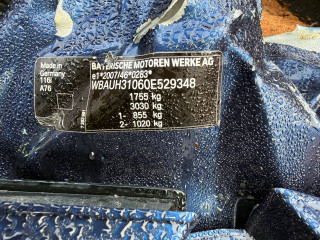 Made in
Germany
116i
A76
BAYERISCHE MOTOREN WERKE AG
e1*2007/46*0283*
WBAUH31060E529348
1755 kg
3030 kg
1- 855 kg
2- 1020 kg